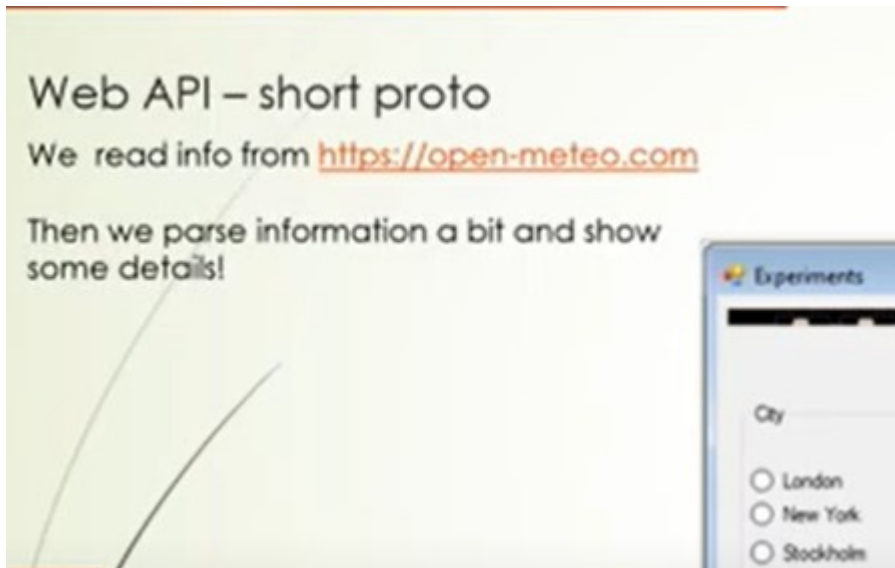 Web API – short proto
We read info from https://open-meteo.com
Then we parse information a bit and show
some details!
Experiments
City
London
New York
Stockholm